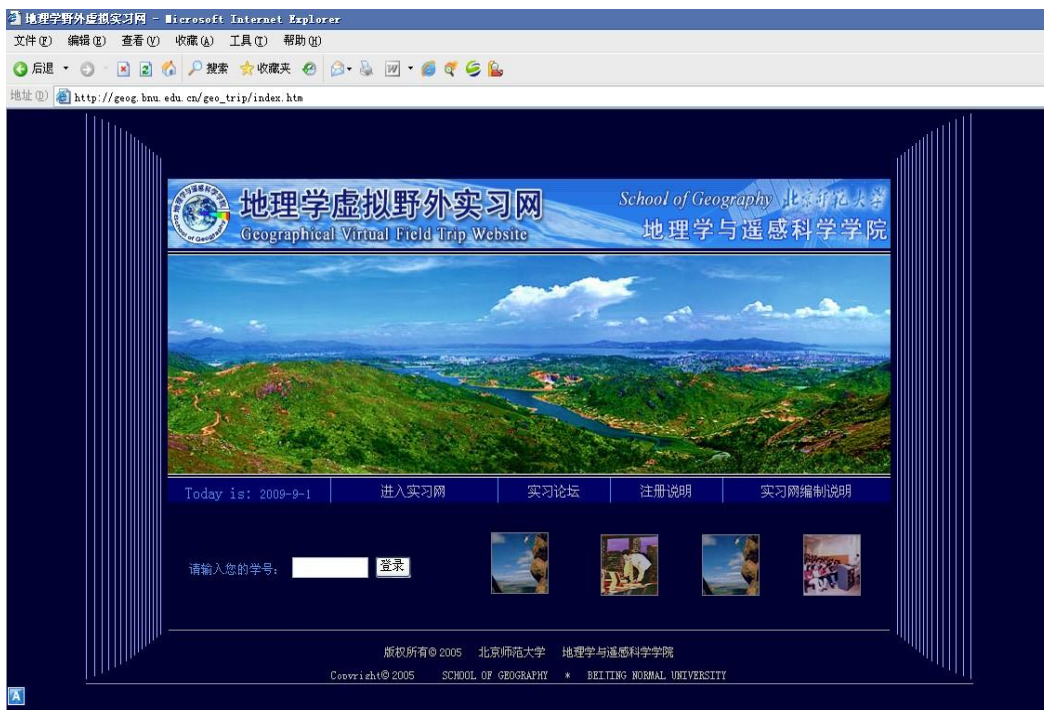 地理学野外虚拟实习网 - Microsoft Internet Explorer
文件(F) 编辑(E) 查看(V) 收藏(A) 工具(T) 帮助(H)
后退 搜索 收藏夹
地址(D) http://geog.bnu.edu.cn/geo_trip/index.htm
地理学虚拟野外实习网
Geographical Virtual Field Trip Website
School of Geography 北京师范大学
地理学与遥感科学学院
Today is: 2009-9-1 进入实习网 实习论坛 注册说明 实习网编制说明
请输入您的学号: 登录
版权所有©2005 北京师范大学 地理学与遥感科学学院
Copyright©2005 SCHOOL OF GEOGRAPHY * BEIJING NORMAL UNIVERSITY